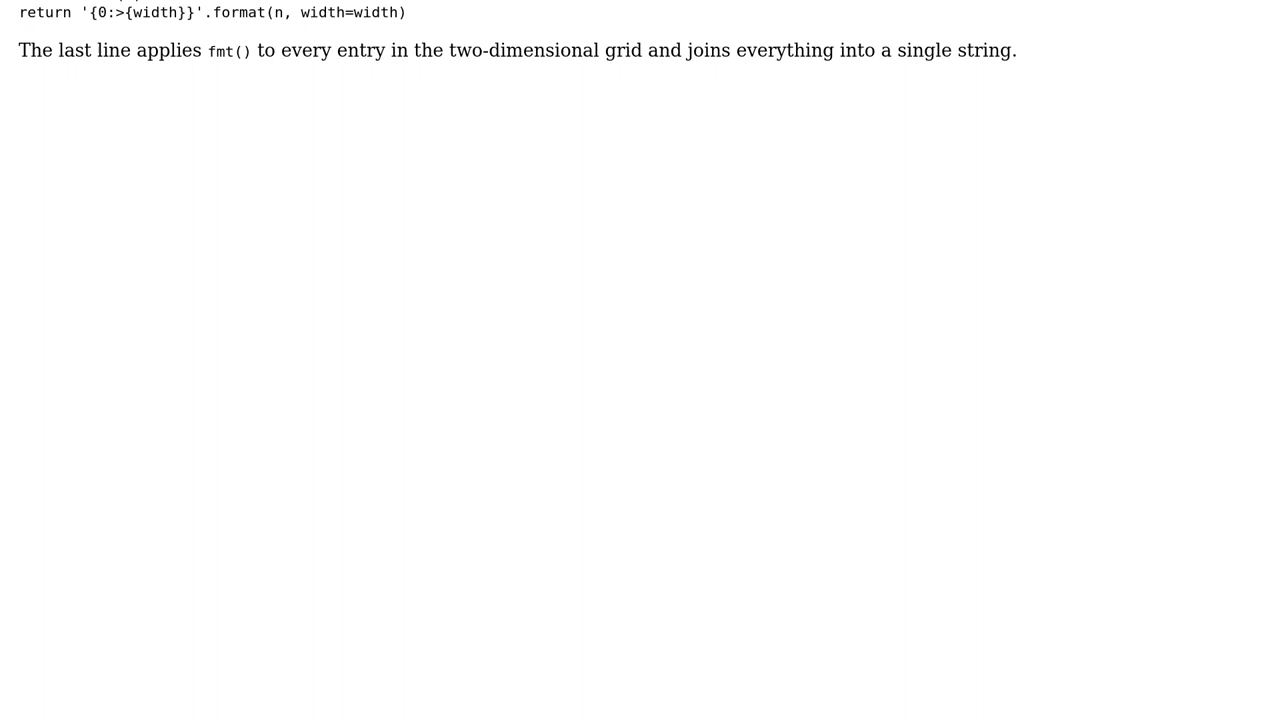 return '{0:>{width}}'.format(n, width=width)
The last line applies fmt() to every entry in the two-dimensional grid and joins everything into a single string.